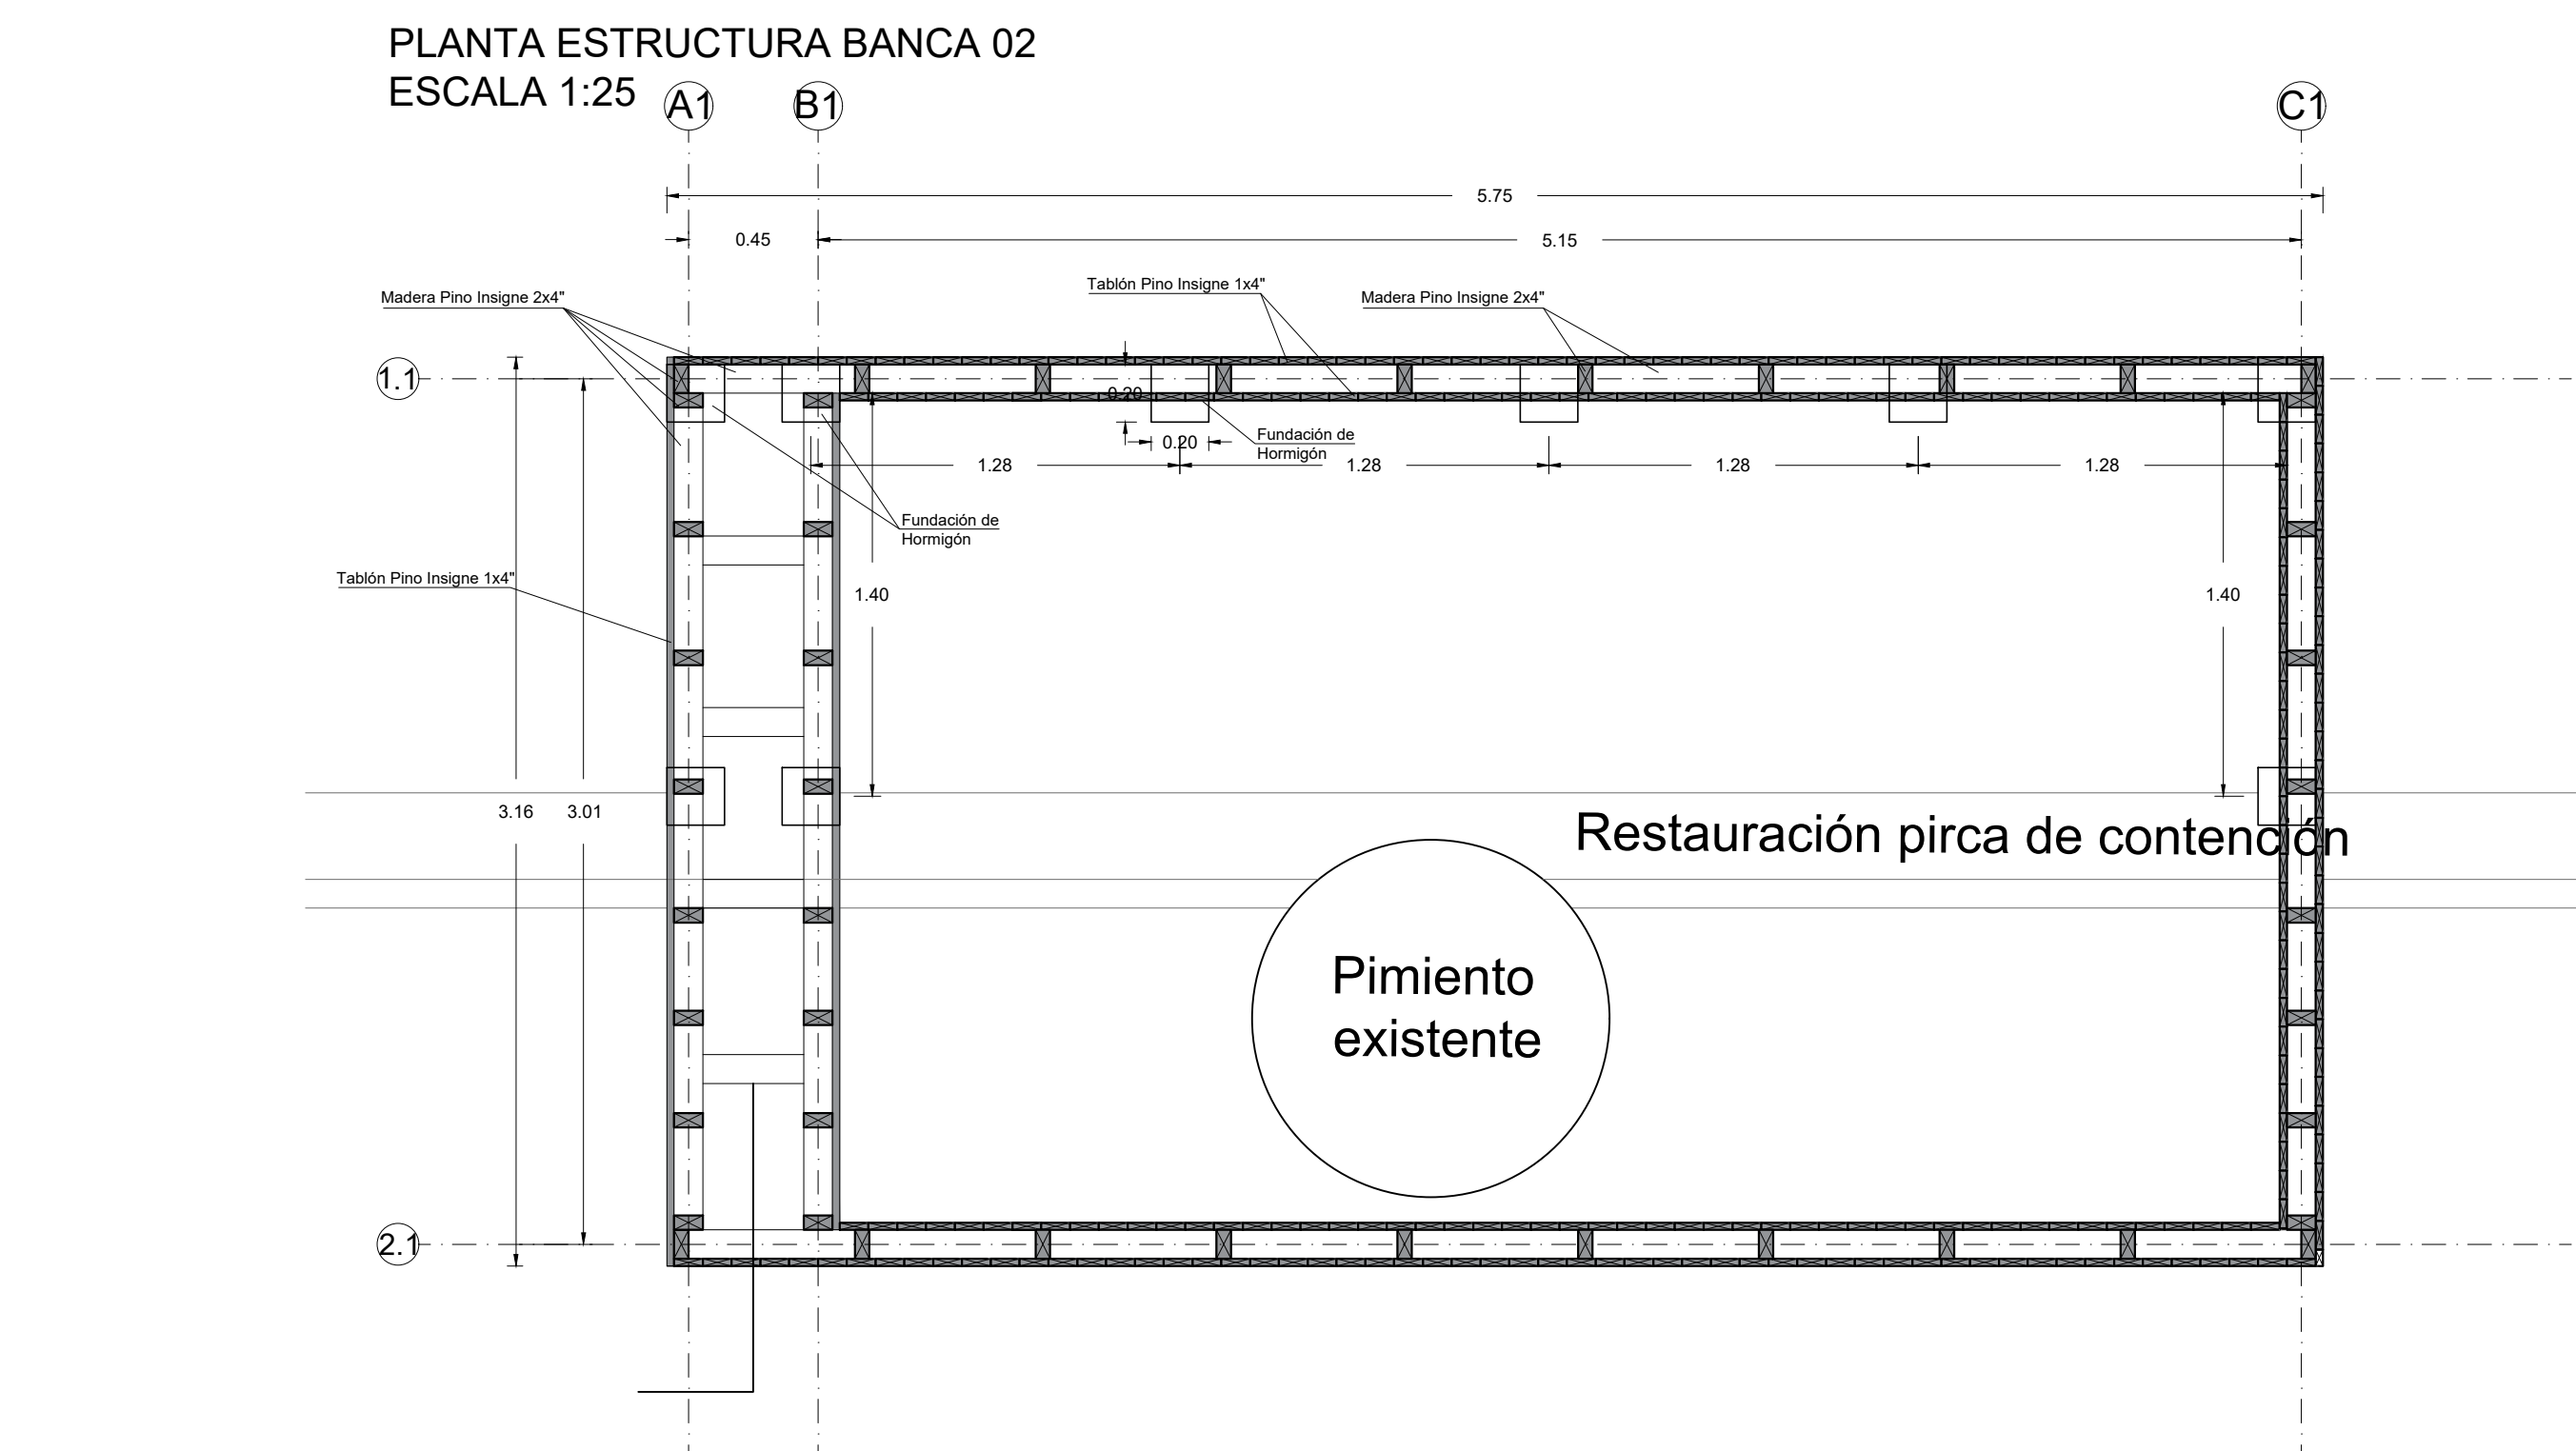 PLANTA ESTRUCTURA BANCA 02
ESCALA 1:25
A1
B1
C1
5.75
0.45
5.15
Tablón Pino Insigne 1x4"
Madera Pino Insigne 2x4"
Madera Pino Insigne 2x4"
1.1
0.20
0.20
Fundación de
Hormigón
1.28
1.28
1.28
1.28
Fundación de
Hormigón
Tablón Pino Insigne 1x4"
1.40
1.40
3.16
3.01
Restauración pirca de contención
Pimiento
existente
2.1